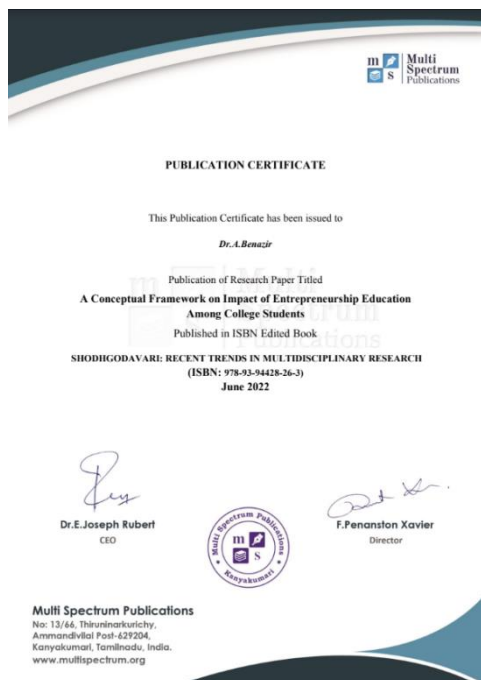 m
s
Multi
Spectrum
Publications
PUBLICATION CERTIFICATE
This Publication Certificate has been issued to
Dr.A.Benazir
Publication of Research Paper Titled
A Conceptual Framework on Impact of Entrepreneurship Education
Among College Students
Published in ISBN Edited Book
SHODHGODAVARI: RECENT TRENDS IN MULTIDISCIPLINARY RESEARCH
(ISBN: 978-93-94428-26-3)
June 2022
m
s
Multi
Spectrum
Publications
Dr.E.Joseph Rubert
CEO
Multi Spectrum Publications
m
s
Kanyakumari
F.Penanston Xavier
Director
Multi Spectrum Publications
No: 13/66, Thiruninarkurichy,
Ammandivilai Post-629204,
Kanyakumari, Tamilnadu, India.
www.multispectrum.org